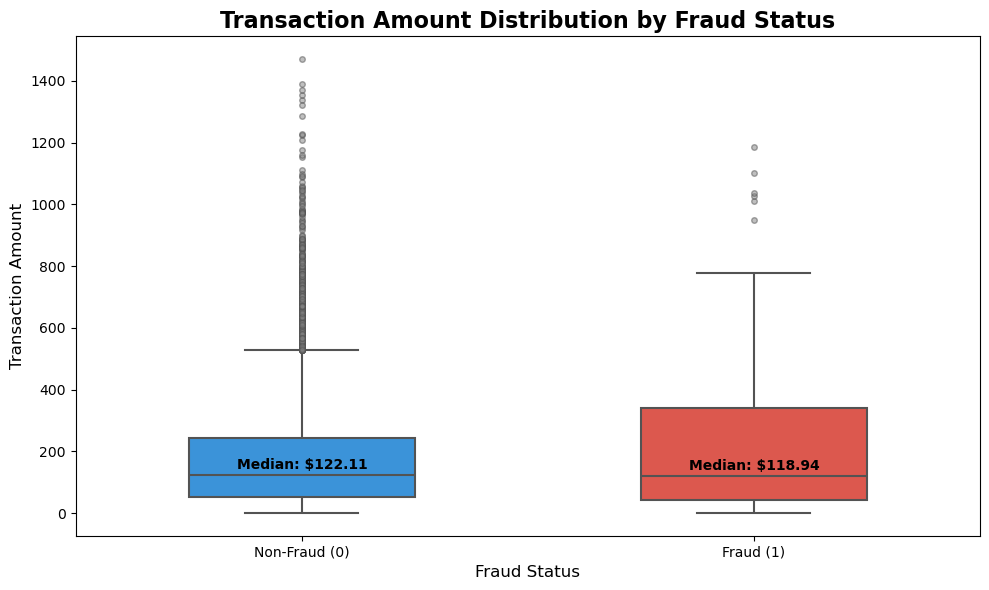 Transaction Amount Distribution by Fraud Status
Transaction Amount
1400
1200
1000
800
600
400
200
0
Median: $122.11
Median: $118.94
Non-Fraud (0)
Fraud (1)
Fraud Status